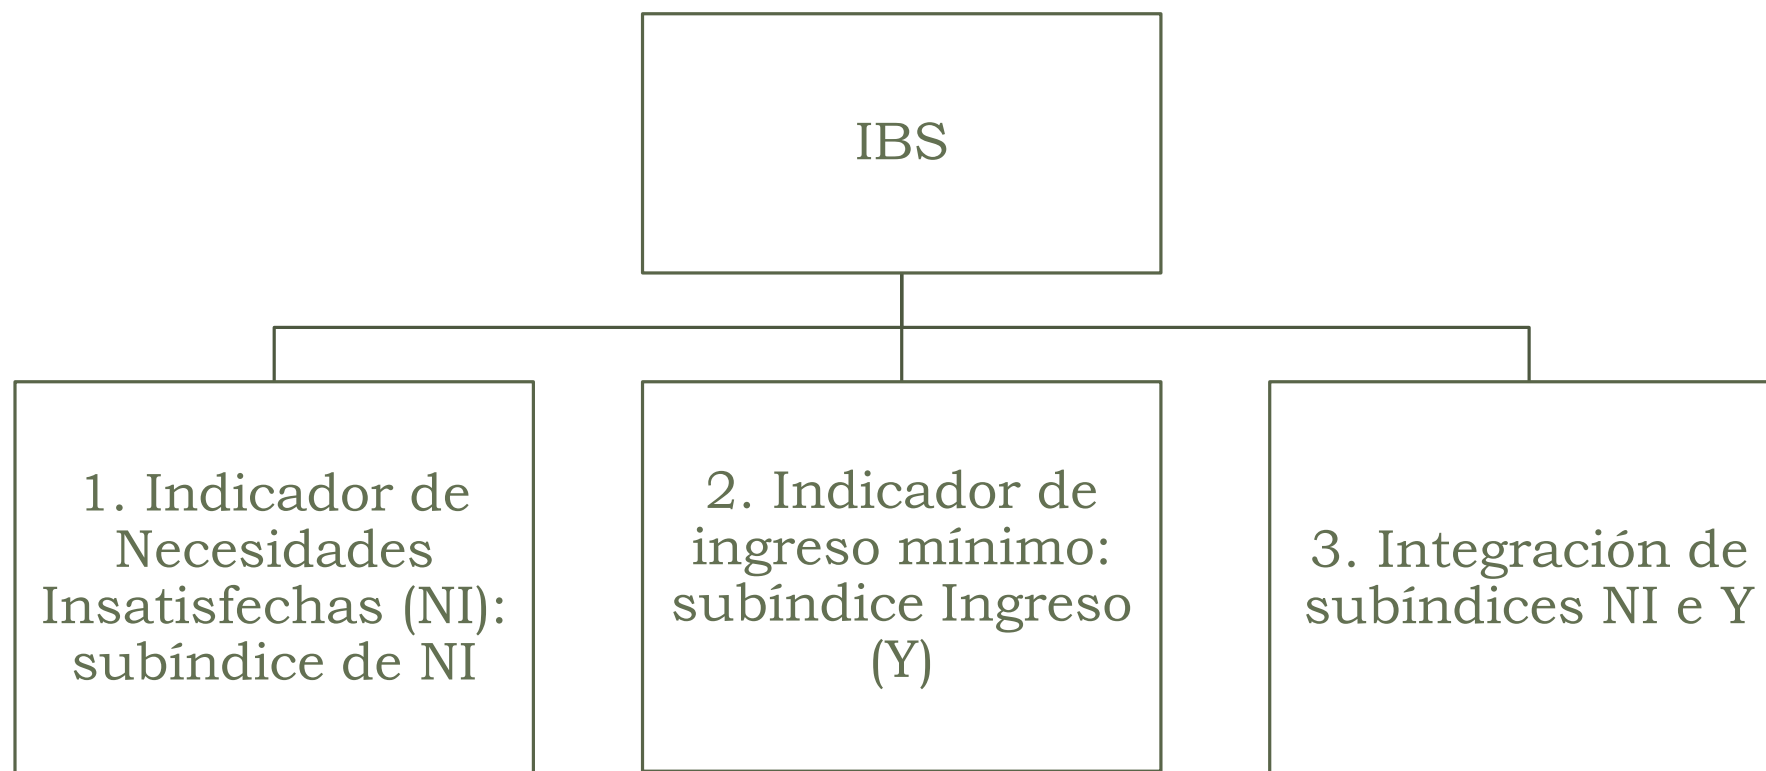 IBS
1. Indicador de
Necesidades
Insatisfechas (NI):
subíndice de NI
2. Indicador de
ingreso mínimo:
subíndice Ingreso
(Y)
3. Integración de
subíndices NI e Y